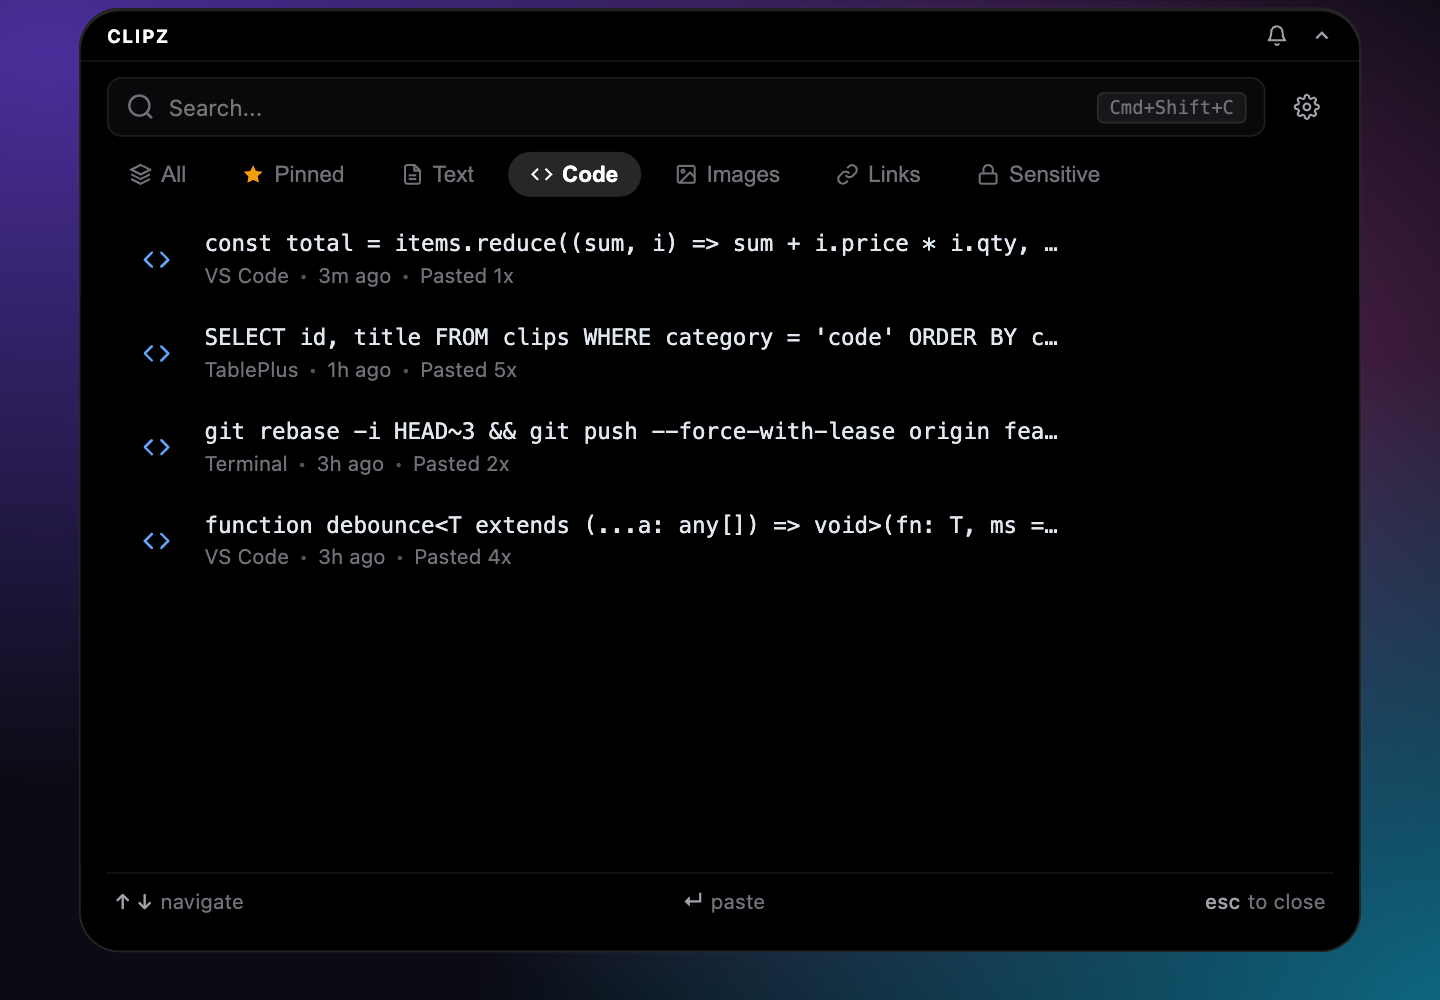 CLIPZ
Search...
Cmd+Shift+C
All
Pinned
Text
Code
Images
Links
Sensitive
const total = items.reduce((sum, i) => sum + i.price * i.qty, …
VS Code • 3m ago • Pasted 1x
SELECT id, title FROM clips WHERE category = 'code' ORDER BY c…
TablePlus • 1h ago • Pasted 5x
git rebase -i HEAD~3 && git push --force-with-lease origin fea…
Terminal • 3h ago • Pasted 2x
function debounce<T extends (...a: any[]) => void>(fn: T, ms =…
VS Code • 3h ago • Pasted 4x
↑ ↓ navigate
↵ paste
esc to close